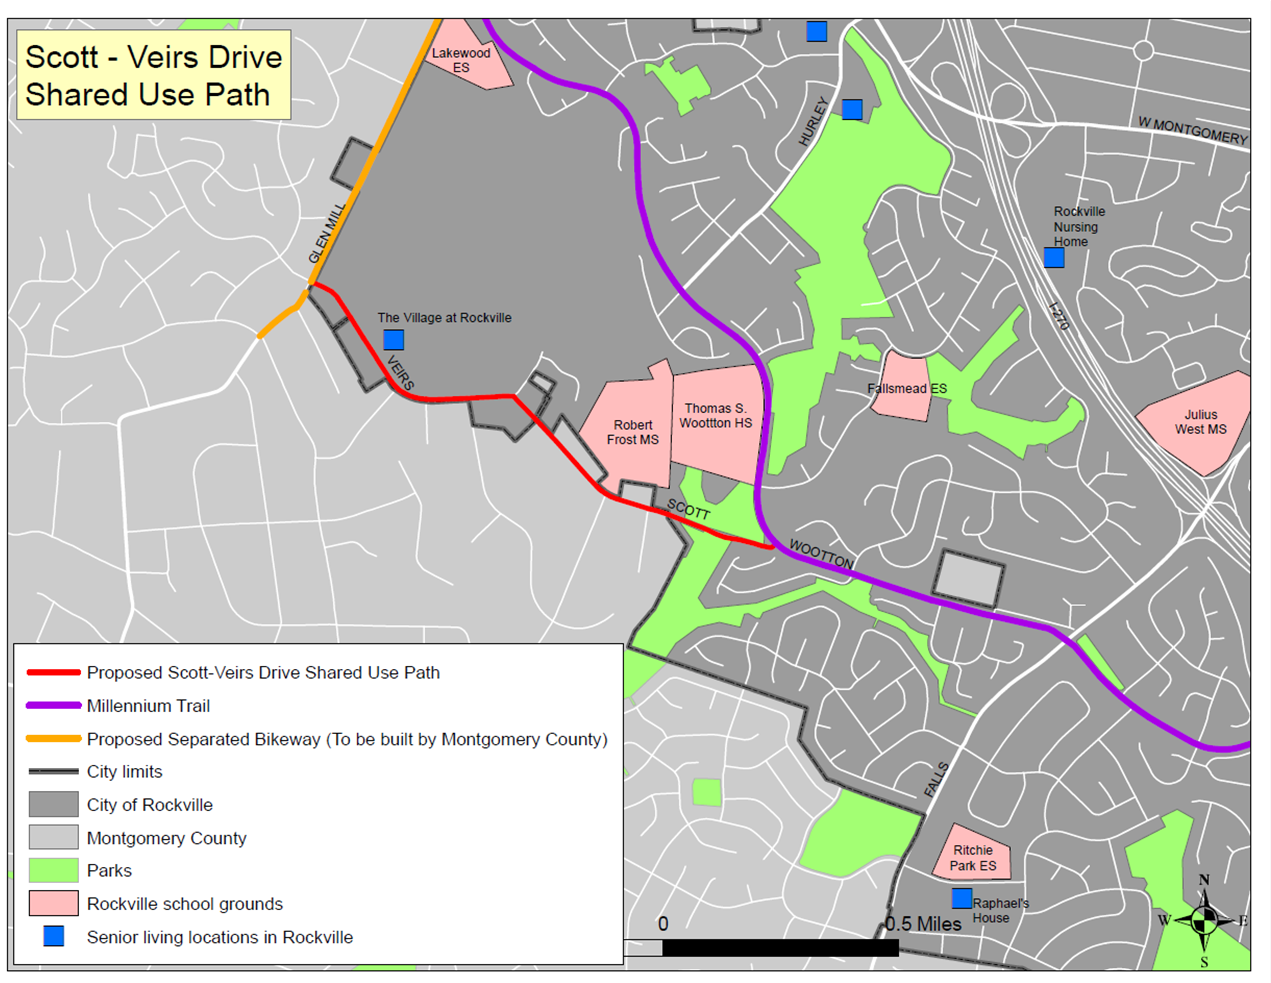 Scott - Veirs Drive
Shared Use Path
Lakewood
ES
HURLEY
W MONTGOMERY
GLEN MILL
Rockville
Nursing
Home
I-270
The Village at Rockville
VEIRS
Fallsmead ES
Thomas S.
Woottton HS
Robert
Frost MS
Julius
West MS
SCOTT
WOOTTON
Proposed Scott-Veirs Drive Shared Use Path
Millennium Trail
Proposed Separated Bikeway (To be built by Montgomery County)
City limits
City of Rockville
Montgomery County
Parks
Rockville school grounds
Senior living locations in Rockville
FALLS
Ritchie
Park ES
Raphael's
House
0
0.5 Miles
N
W
E
S